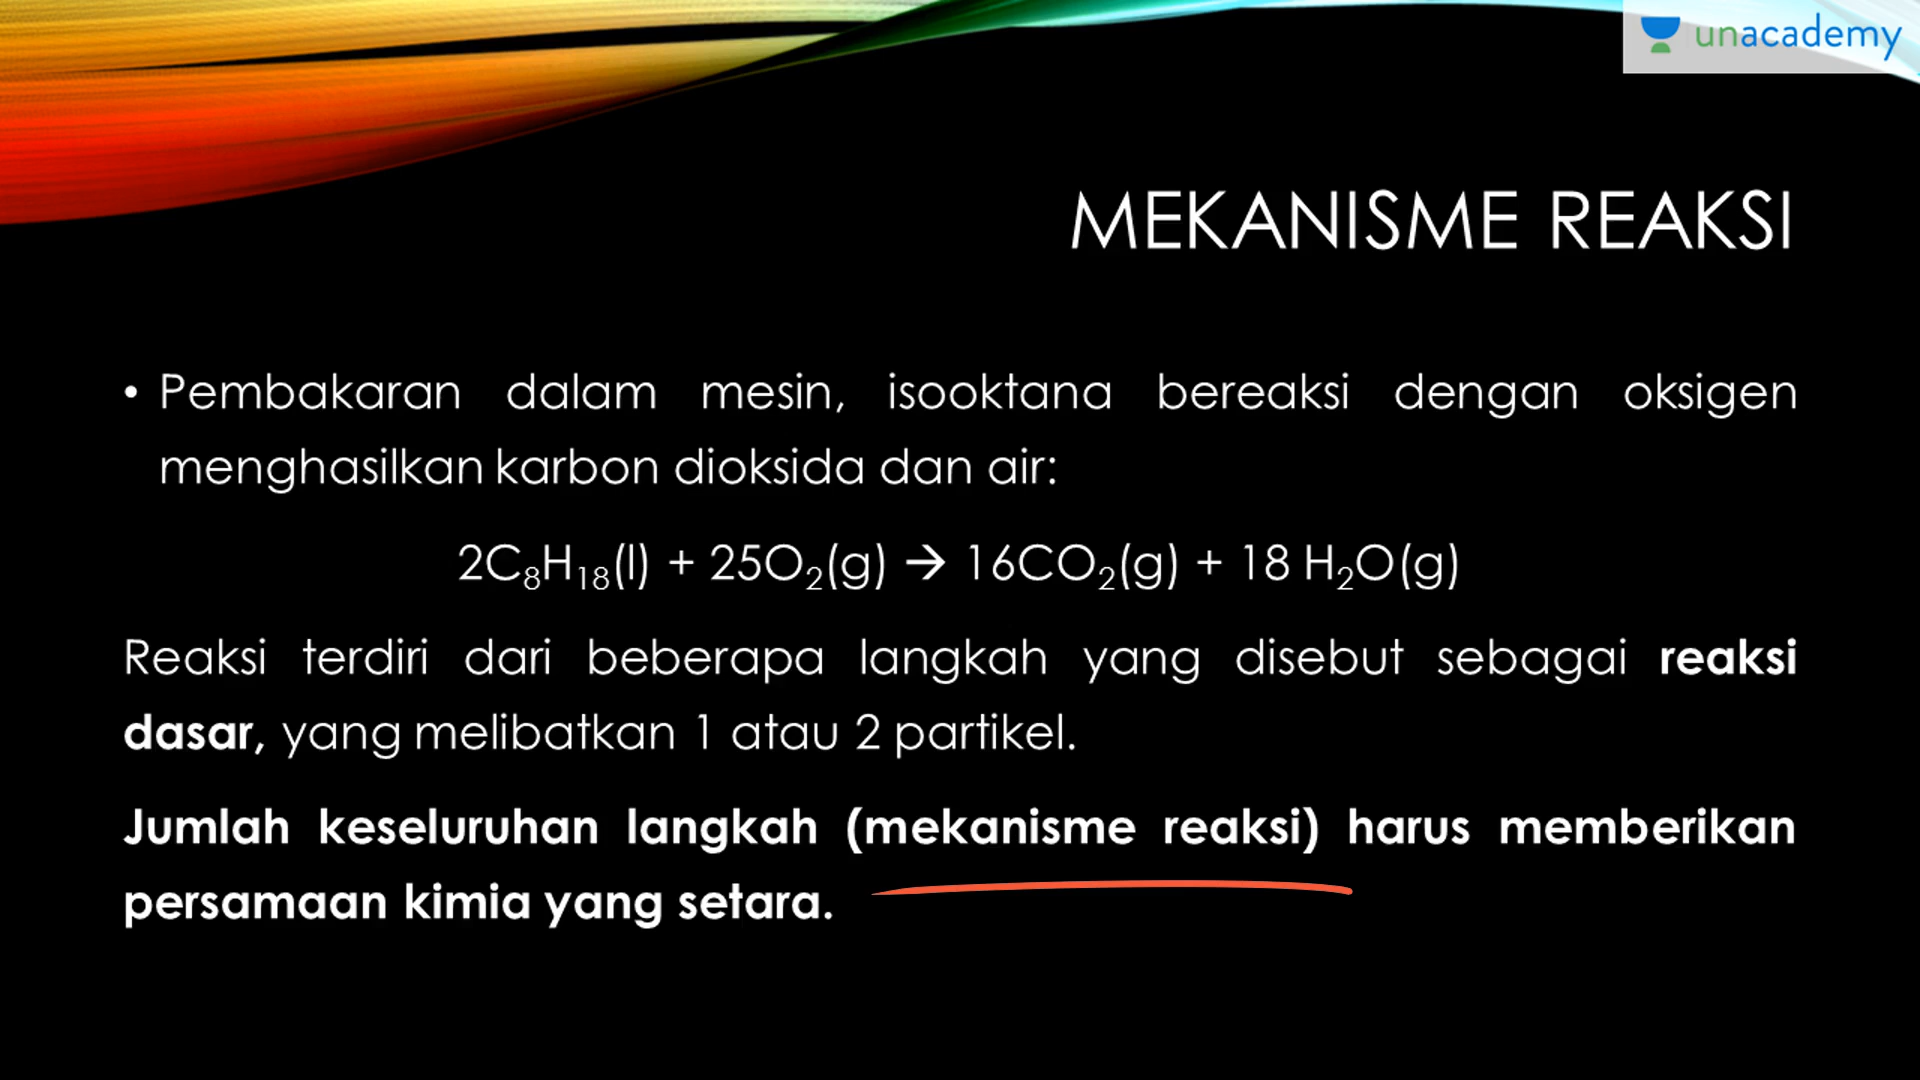 unacademy
MEKANISME REAKSI
• Pembakaran dalam mesin, isooktana bereaksi dengan oksigen
menghasilkan karbon dioksida dan air:
2C₈H₁₈(l) + 25O₂(g) → 16CO₂(g) + 18 H₂O(g)
Reaksi terdiri dari beberapa langkah yang disebut sebagai reaksi
dasar, yang melibatkan 1 atau 2 partikel.
Jumlah keseluruhan langkah (mekanisme reaksi) harus memberikan
persamaan kimia yang setara.